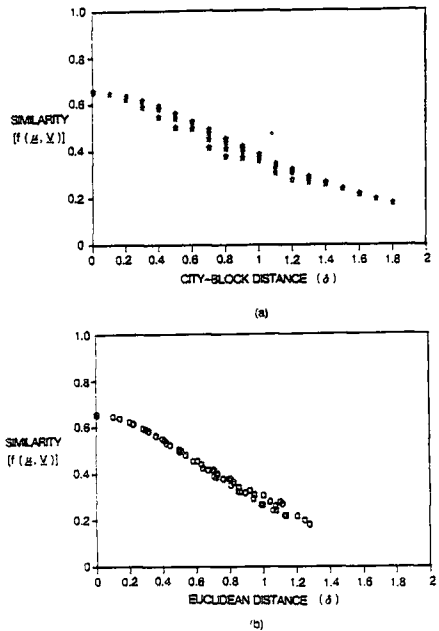 1.0
0.8
0.6
SIMILARITY
[f (μ, V)]
0.4
0.2
0
0 0.2 0.4 0.6 0.8 1 1.2 1.4 1.6 1.8 2
CITY-BLOCK DISTANCE (δ)
(a)
1.0
0.8
0.6
SIMILARITY
[f (μ, V)]
0.4
0.2
0
0 0.2 0.4 0.6 0.8 1 1.2 1.4 1.6 1.8 2
EUCLIDEAN DISTANCE (δ)
(b)